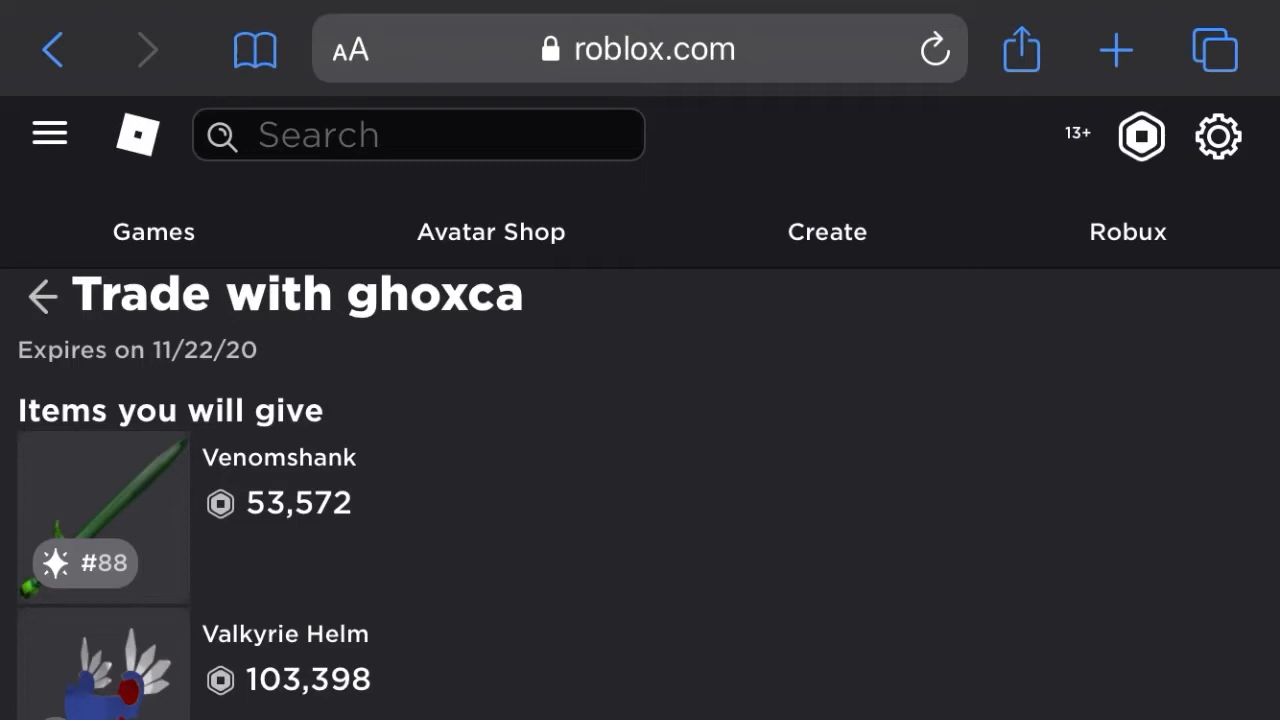 AA roblox.com
Search
13+
Games Avatar Shop Create Robux
Trade with ghoxca
Expires on 11/22/20
Items you will give
Venomshank
53,572
#88
Valkyrie Helm
103,398